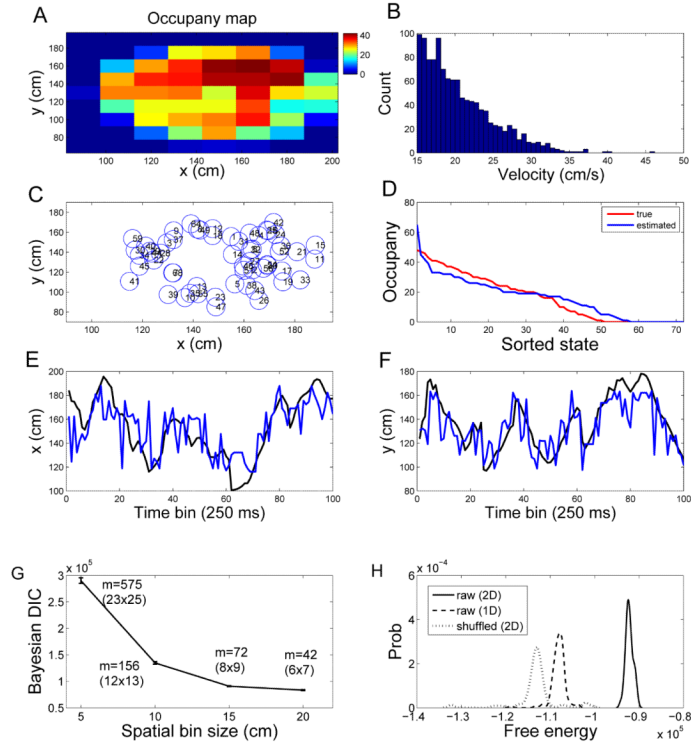 A
Occupany map
40
20
0
y (cm)
180
160
140
120
100
80
100 120 140 160 180 200
x (cm)
B
Count
100
80
60
40
20
0
15 20 25 30 35 40 45 50
Velocity (cm/s)
C
y (cm)
190
170
150
130
110
90
70
100 120 140 160 180
x (cm)
D
Occupany
80
60
40
20
0
true
estimated
10 20 30 40 50 60 70
Sorted state
E
x (cm)
200
180
160
140
120
100
0 20 40 60 80 100
Time bin (250 ms)
F
y (cm)
180
160
140
120
100
80
0 20 40 60 80 100
Time bin (250 ms)
G
x 10^5
Bayesian DIC
3
2.5
2
1.5
1
0.5
0
m=575
(23x25)
m=156
(12x13)
m=72
(8x9)
m=42
(6x7)
5 10 15 20
Spatial bin size (cm)
H
x 10^-4
Prob
6
4
2
0
raw (2D)
raw (1D)
shuffled (2D)
−1.4 −1.3 −1.2 −1.1 −1 −0.9 −0.8
Free energy
x 10^5